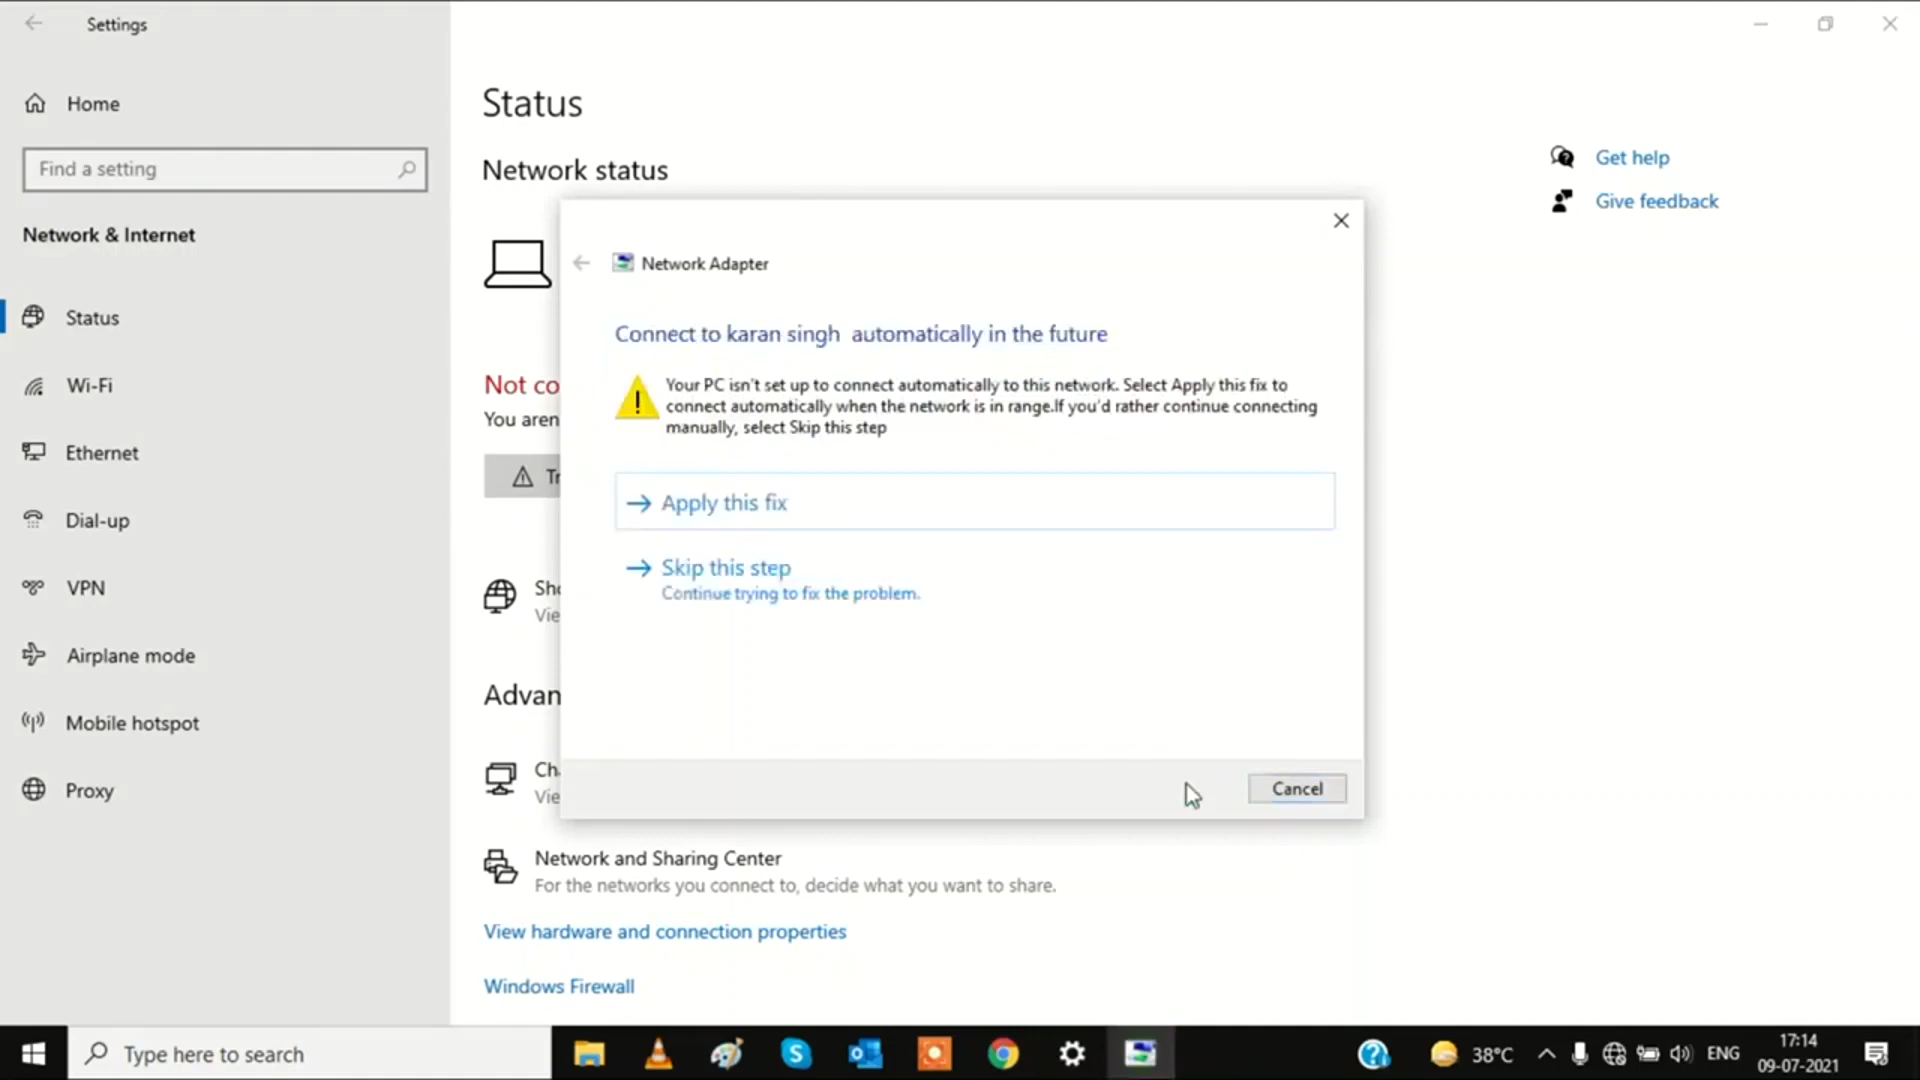 Settings
Home
Find a setting
Network & Internet
Status
Wi-Fi
Ethernet
Dial-up
VPN
Airplane mode
Mobile hotspot
Proxy
Status
Network status
Not co
You aren
Tr
Sho
Vie
Advan
Ch
Vie
Network and Sharing Center
For the networks you connect to, decide what you want to share.
View hardware and connection properties
Windows Firewall
Get help
Give feedback
Network Adapter
Connect to karan singh automatically in the future
Your PC isn't set up to connect automatically to this network. Select Apply this fix to
connect automatically when the network is in range.If you'd rather continue connecting
manually, select Skip this step
Apply this fix
Skip this step
Continue trying to fix the problem.
Cancel
Type here to search
38°C
ENG
17:14
09-07-2021